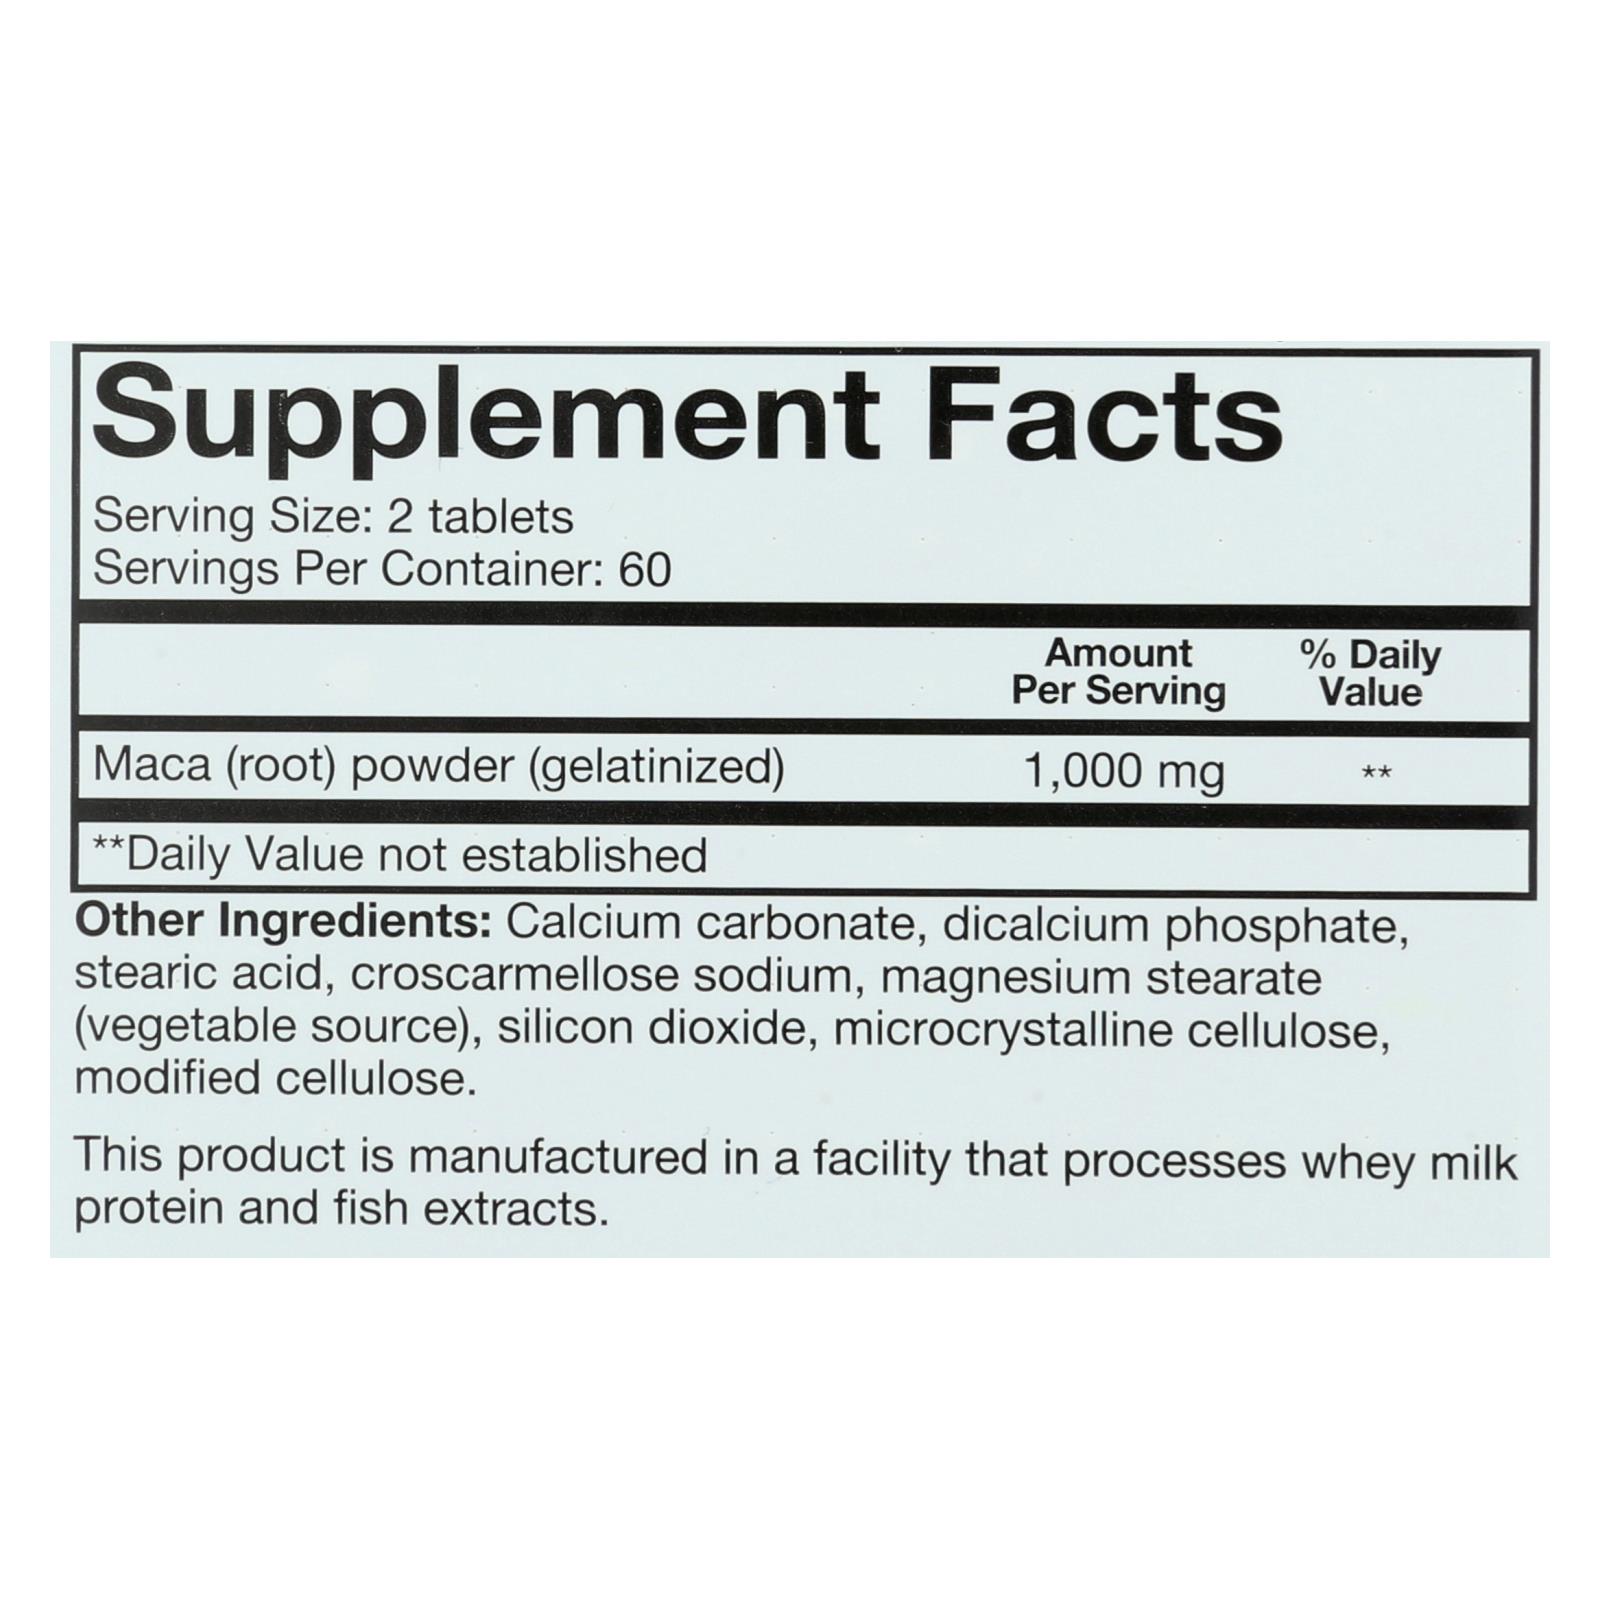 Supplement Facts
Serving Size: 2 tablets
Servings Per Container: 60
Amount Per Serving
% Daily Value
Maca (root) powder (gelatinized) 1,000 mg **
**Daily Value not established
Other Ingredients: Calcium carbonate, dicalcium phosphate,
stearic acid, croscarmellose sodium, magnesium stearate
(vegetable source), silicon dioxide, microcrystalline cellulose,
modified cellulose.
This product is manufactured in a facility that processes whey milk
protein and fish extracts.